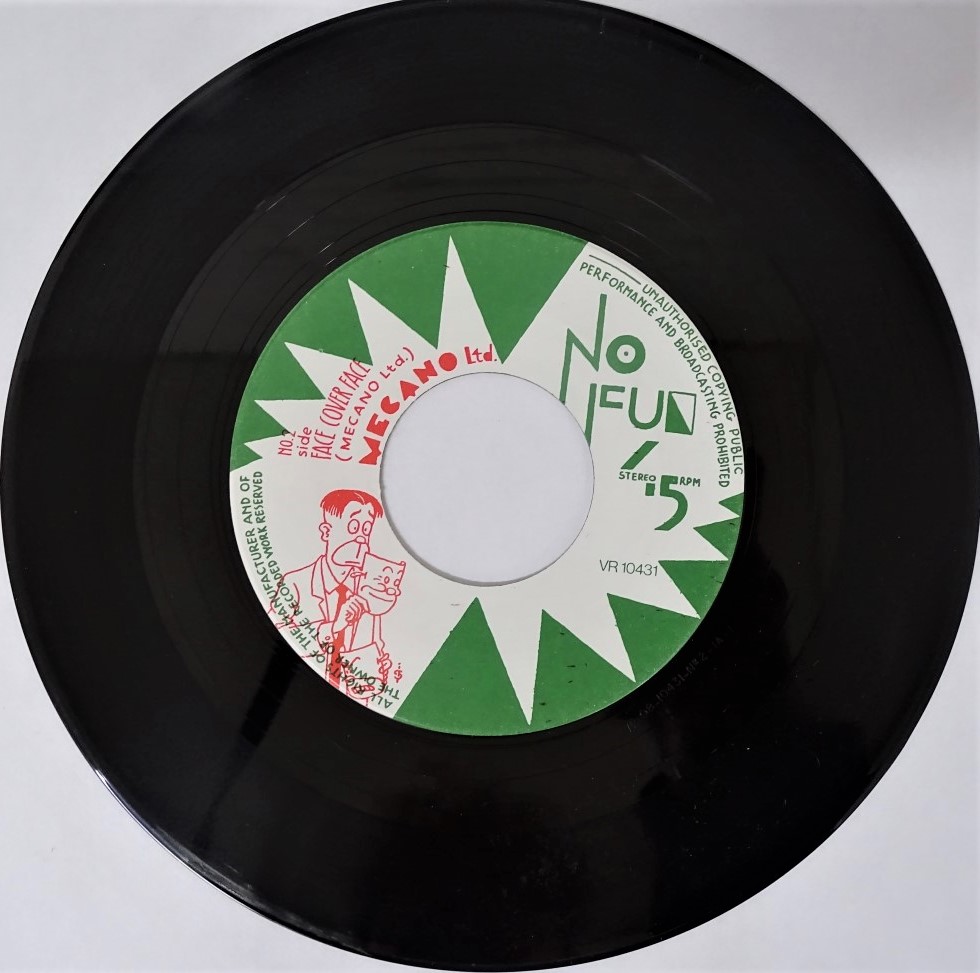 UNAUTHORISED COPYING PUBLIC
PERFORMANCE AND BROADCASTING PROHIBITED
NO
FUN
STEREO 45 RPM
VR 10431
NO.2
side
FACE COVER FACE
(MECANO Ltd.)
MECANO Ltd.
ALL RIGHTS OF THE MANUFACTURER AND OF
THE OWNER OF THE RECORDED WORK RESERVED